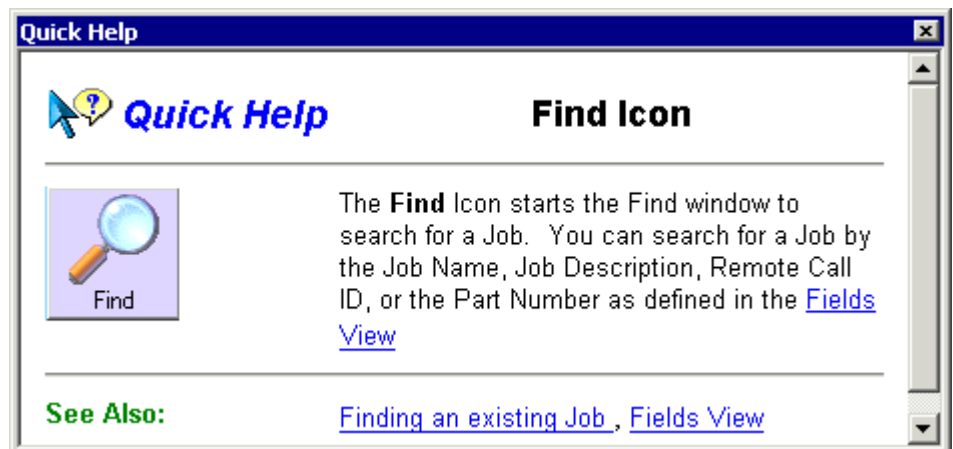 Quick Help
Quick Help
Find Icon
Find
The Find Icon starts the Find window to
search for a Job.  You can search for a Job by
the Job Name, Job Description, Remote Call
ID, or the Part Number as defined in the Fields
View
See Also:
Finding an existing Job , Fields View